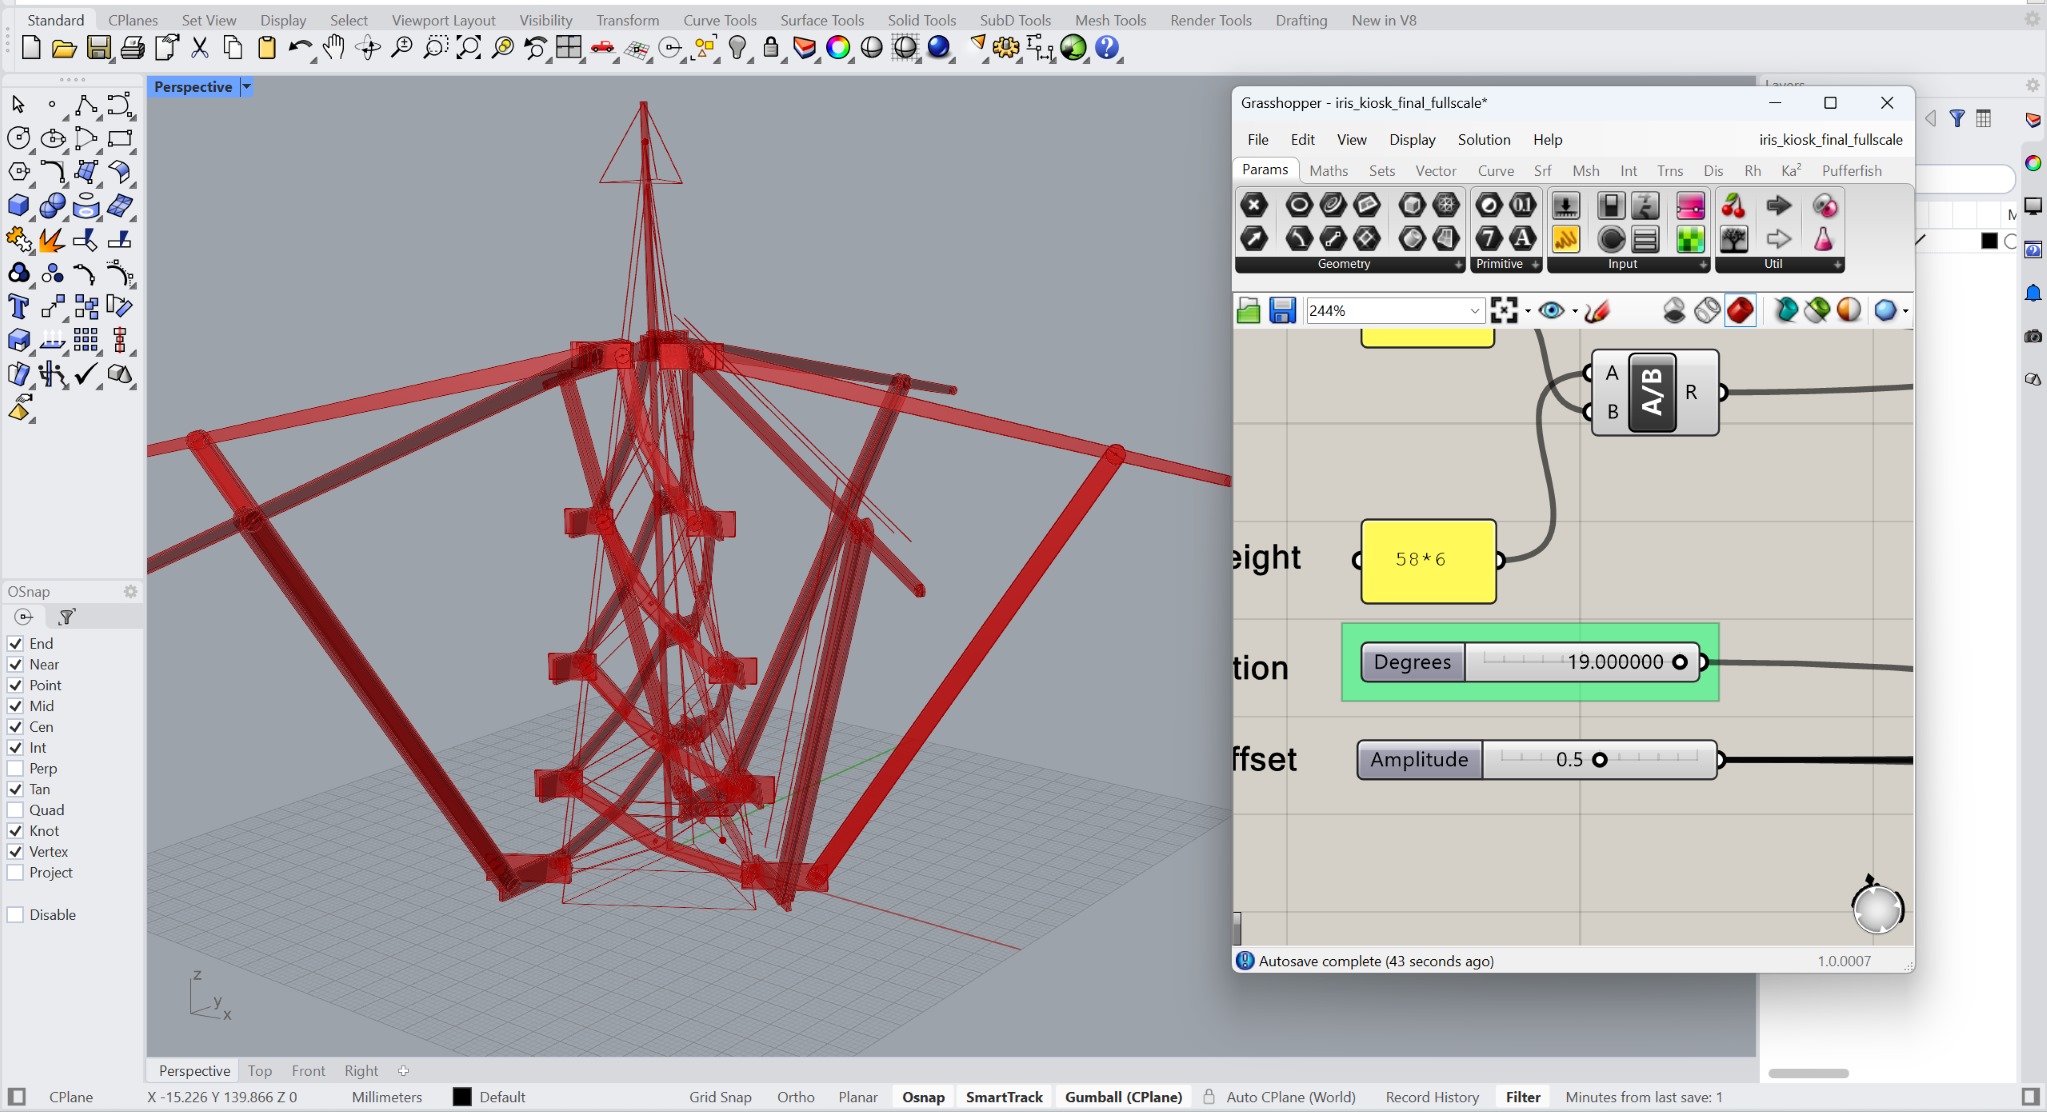 Standard CPlanes Set View Display Select Viewport Layout Visibility Transform Curve Tools Surface Tools Solid Tools SubD Tools Mesh Tools Render Tools Drafting New in V8
Perspective
Layers
Grasshopper - iris_kiosk_final_fullscale*
File Edit View Display Solution Help iris_kiosk_final_fullscale
Params Maths Sets Vector Curve Srf Msh Int Trns Dis Rh Ka² Pufferfish
Geometry Primitive Input Util
244%
A
B
A/B
R
eight
58*6
tion
Degrees 19.000000
ffset
Amplitude 0.5
Autosave complete (43 seconds ago) 1.0.0007
OSnap
End
Near
Point
Mid
Cen
Int
Perp
Tan
Quad
Knot
Vertex
Project
Disable
z
y
x
Perspective Top Front Right
CPlane X -15.226 Y 139.866 Z 0 Millimeters Default Grid Snap Ortho Planar Osnap SmartTrack Gumball (CPlane) Auto CPlane (World) Record History Filter Minutes from last save: 1